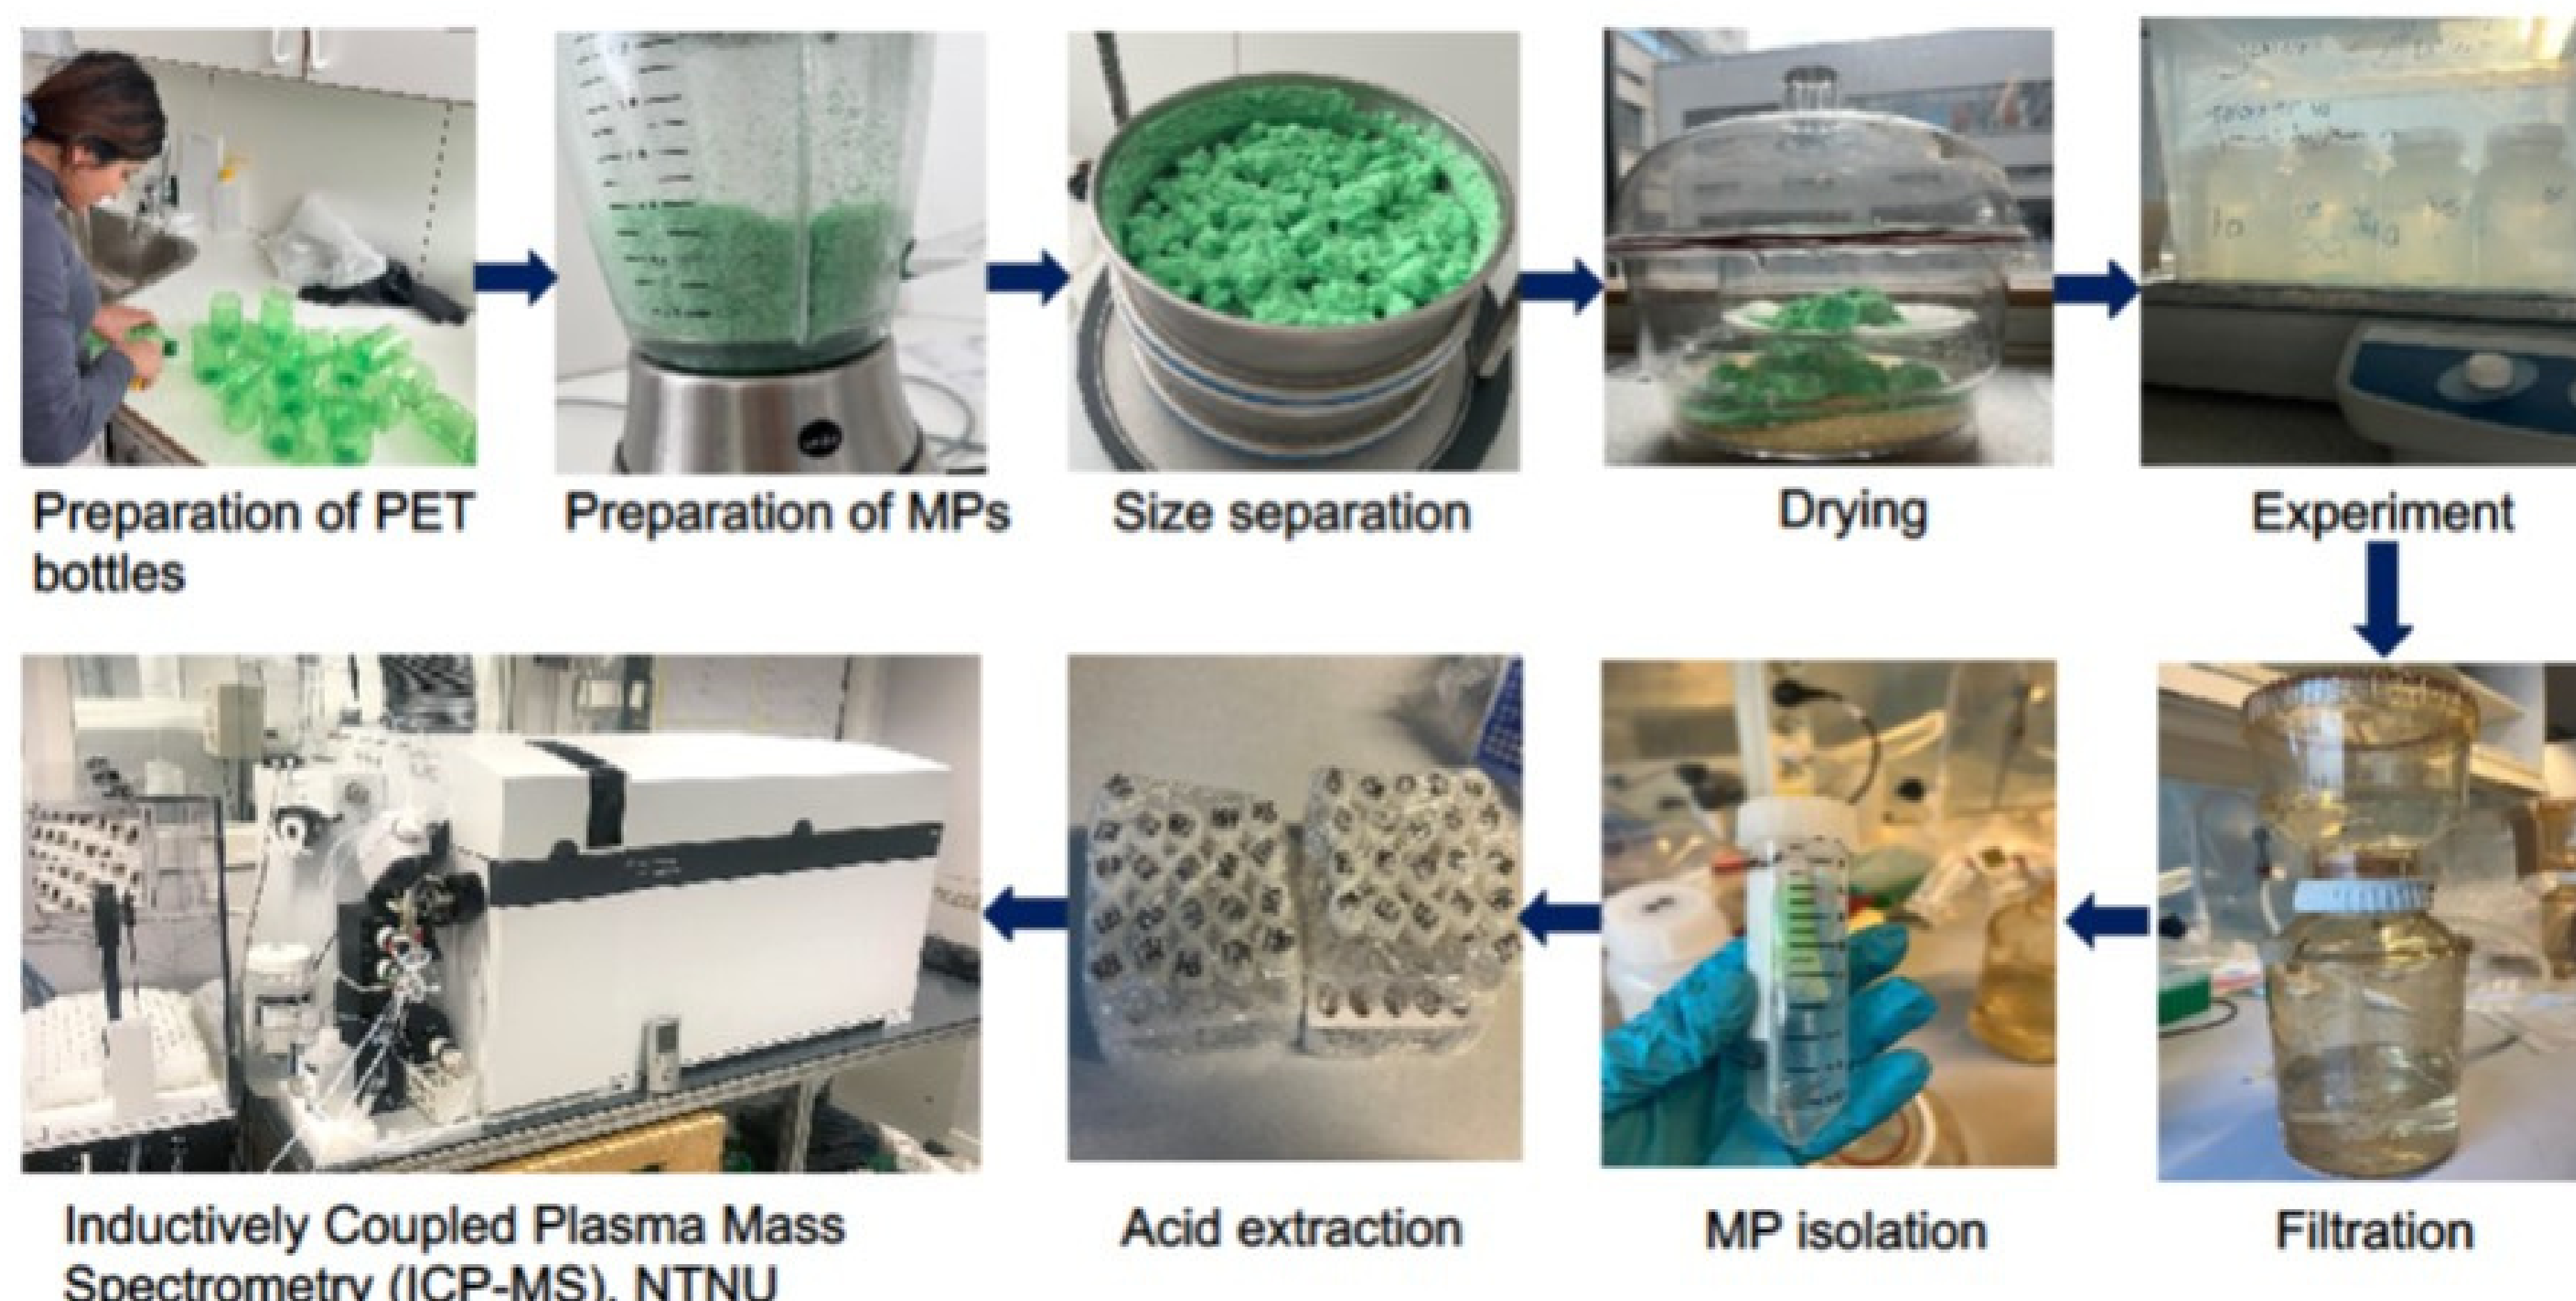 Preparation of PET
bottles
Preparation of MPs
Size separation
Drying
Experiment
Inductively Coupled Plasma Mass
Spectrometry (ICP-MS), NTNU
Acid extraction
MP isolation
Filtration